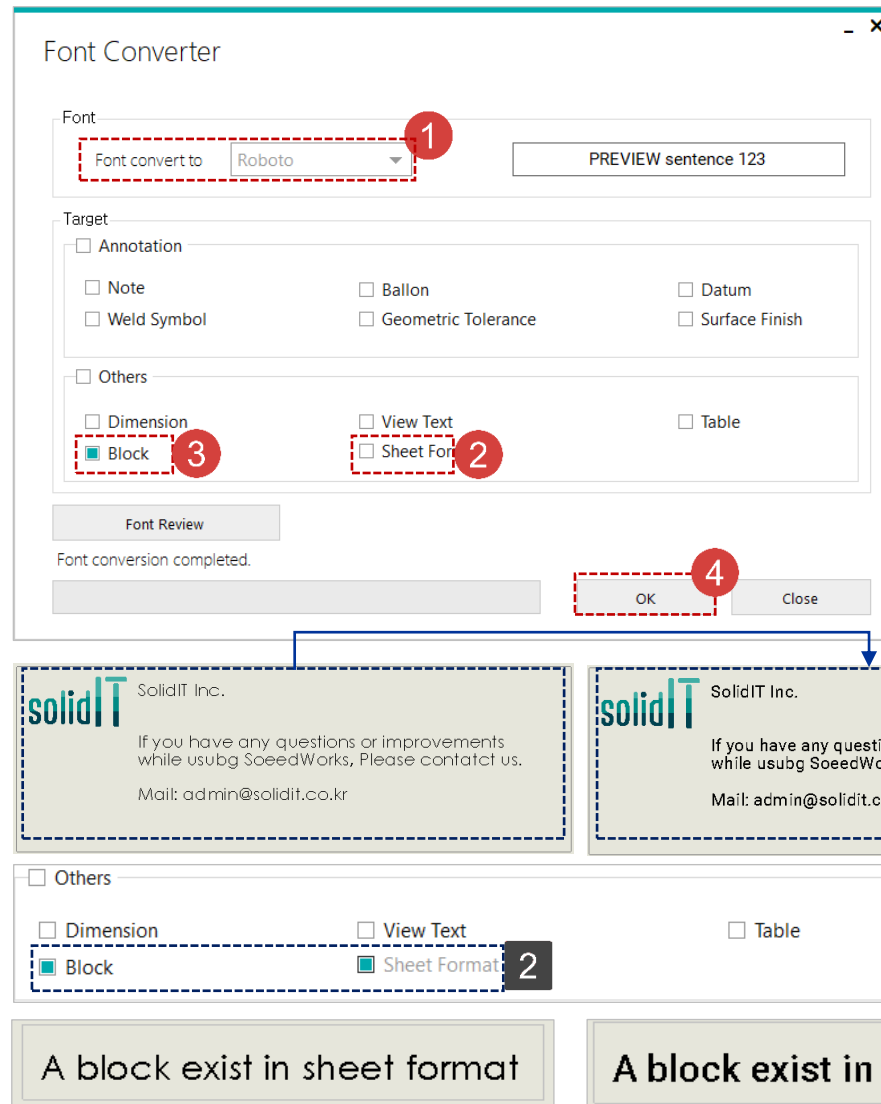 Font Converter
Font
Font convert to Roboto 1 PREVIEW sentence 123
Target
Annotation
Note Ballon Datum
Weld Symbol Geometric Tolerance Surface Finish
Others
Dimension View Text Table
Block 3 Sheet For 2
Font Review
Font conversion completed.
OK 4 Close
solidIT
SolidIT Inc.
If you have any questions or improvements
while usubg SoeedWorks, Please contatct us.
Mail: admin@solidit.co.kr
solidIT
SolidIT Inc.
If you have any questi
while usubg SoeedWo
Mail: admin@solidit.c
Others
Dimension View Text Table
Block Sheet Format 2
A block exist in sheet format
A block exist in